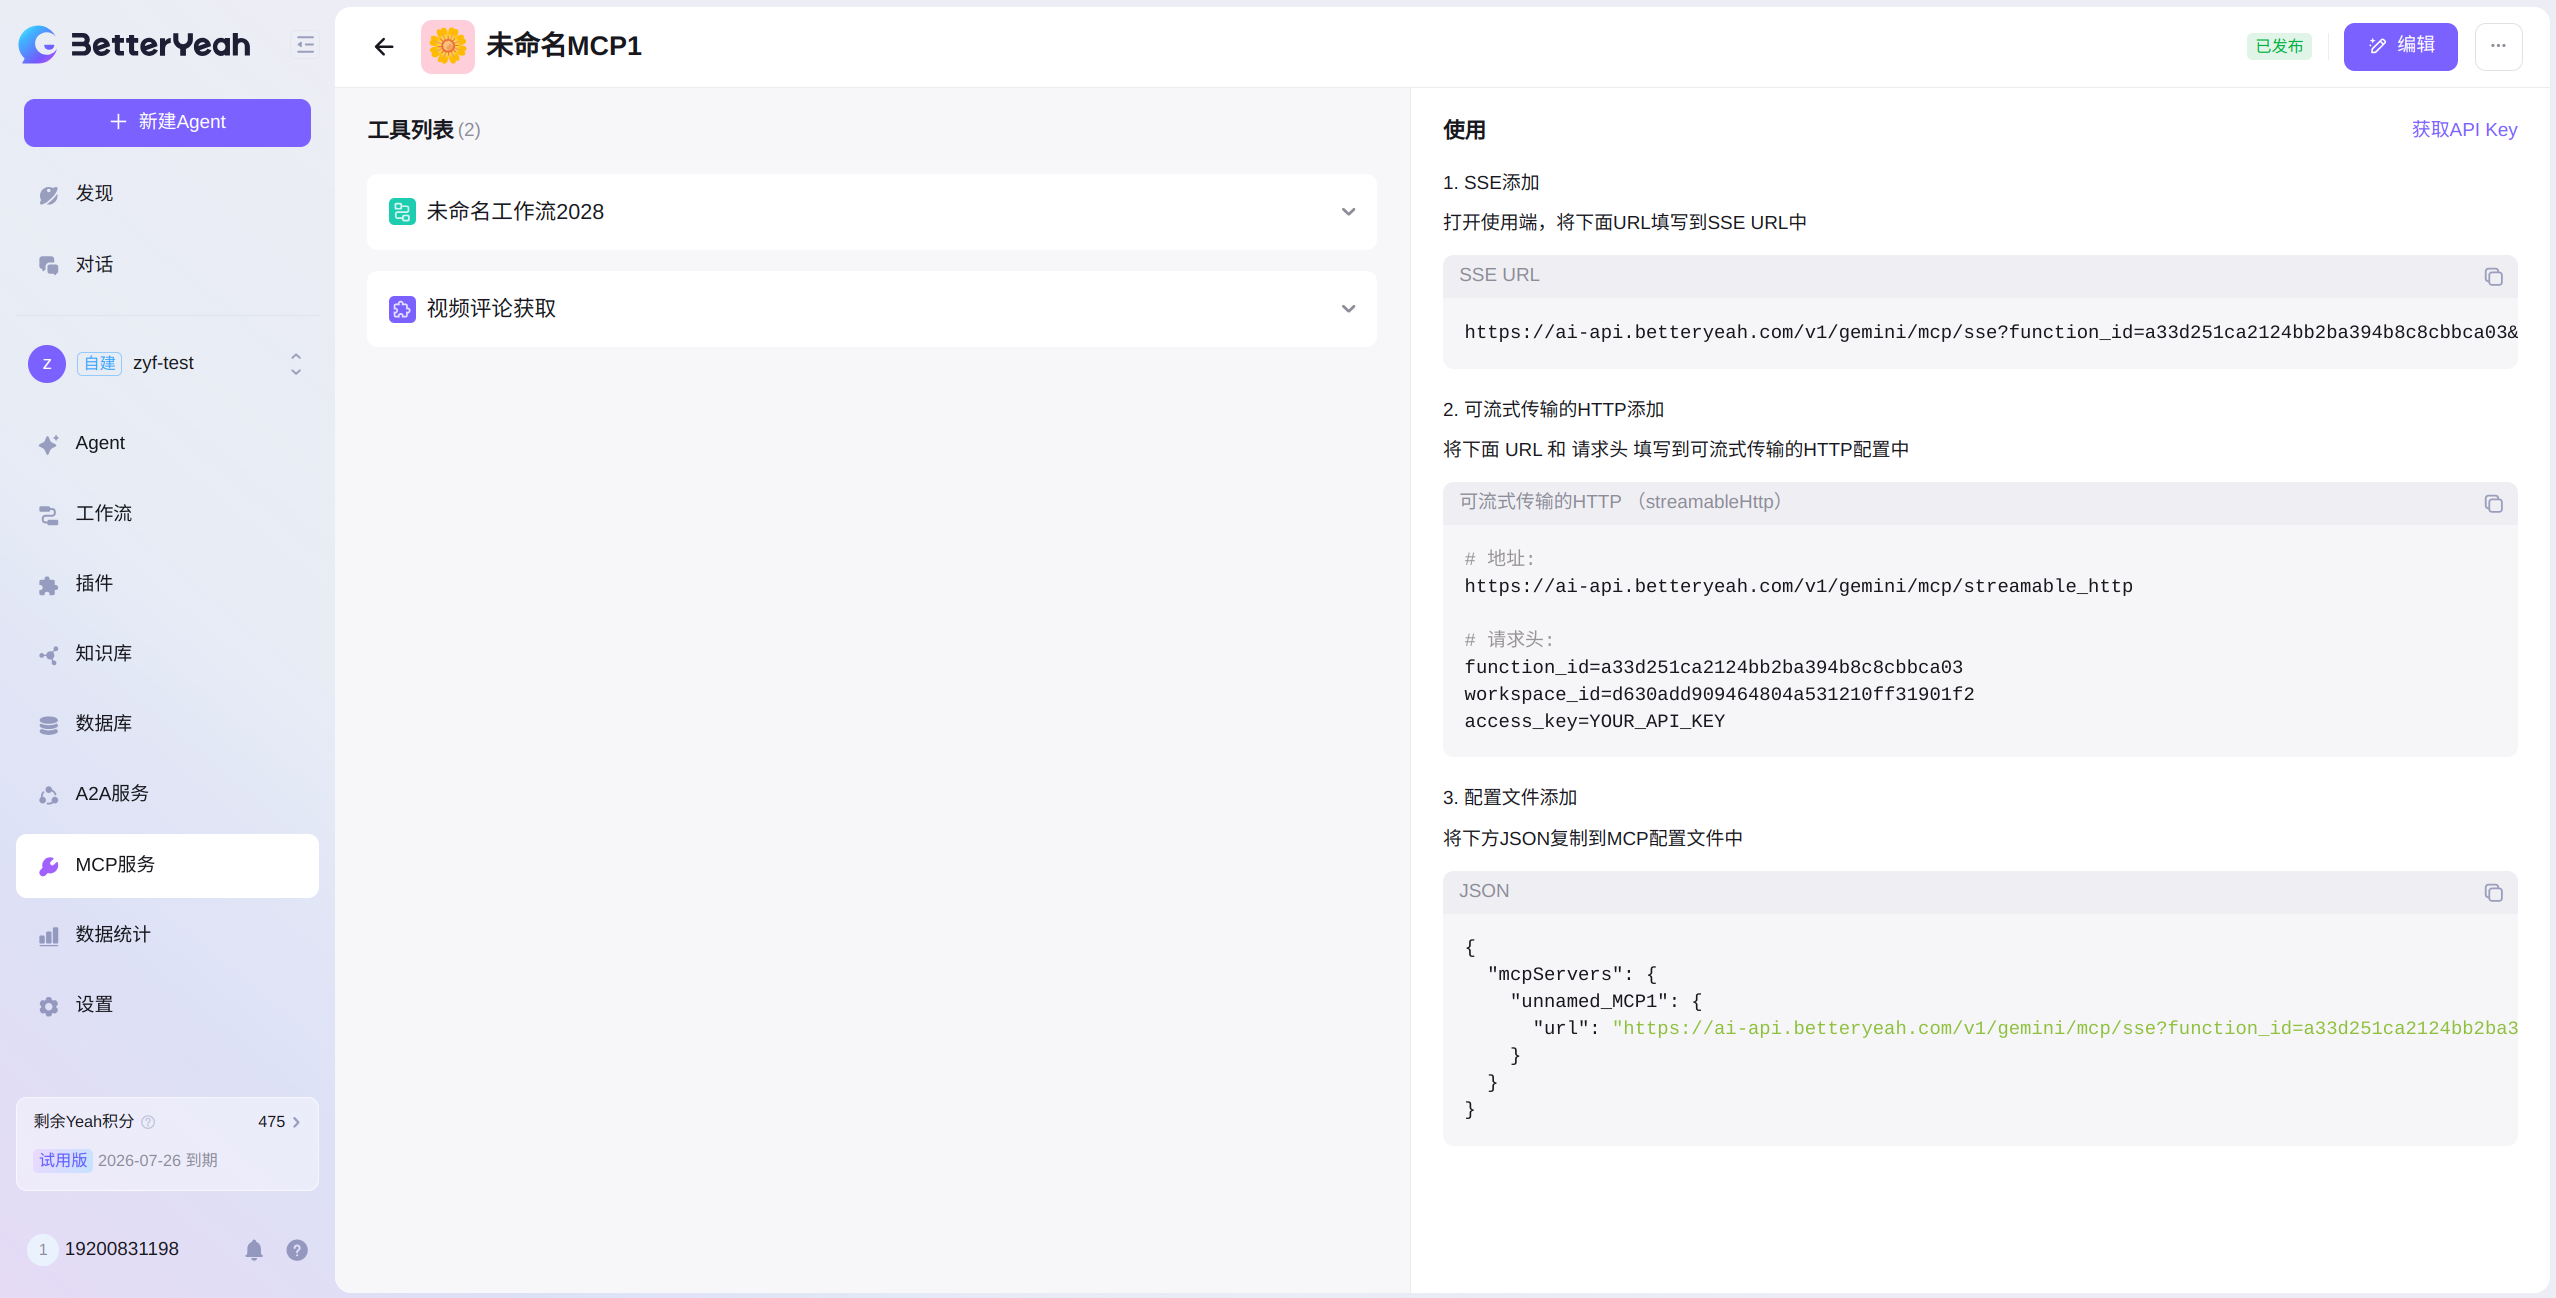 BetterYeah
新建Agent
发现
对话
z 自建 zyf-test
Agent
工作流
插件
知识库
数据库
A2A服务
MCP服务
数据统计
设置
剩余Yeah积分 475
试用版 2026-07-26 到期
1 19200831198
未命名MCP1
已发布
编辑
工具列表 (2)
未命名工作流2028
视频评论获取
使用
获取API Key
1. SSE添加
打开使用端，将下面URL填写到SSE URL中
SSE URL
https://ai-api.betteryeah.com/v1/gemini/mcp/sse?function_id=a33d251ca2124bb2ba394b8c8cbbca03&
2. 可流式传输的HTTP添加
将下面 URL 和 请求头 填写到可流式传输的HTTP配置中
可流式传输的HTTP （streamableHttp）
# 地址:
https://ai-api.betteryeah.com/v1/gemini/mcp/streamable_http
# 请求头:
function_id=a33d251ca2124bb2ba394b8c8cbbca03
workspace_id=d630add909464804a531210ff31901f2
access_key=YOUR_API_KEY
3. 配置文件添加
将下方JSON复制到MCP配置文件中
JSON
{
  "mcpServers": {
    "unnamed_MCP1": {
      "url": "https://ai-api.betteryeah.com/v1/gemini/mcp/sse?function_id=a33d251ca2124bb2ba3
    }
  }
}